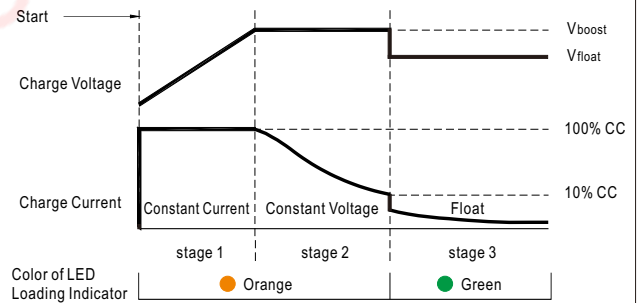 Start
Vboost
Vfloat
Charge Voltage
100% CC
10% CC
Charge Current
Constant Current
Constant Voltage
Float
stage 1
stage 2
stage 3
Color of LED
Loading Indicator
Orange
Green